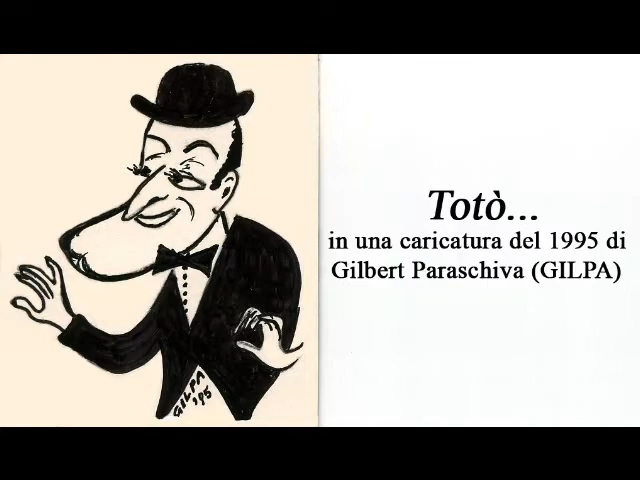 GILPA
'95
Totò...
in una caricatura del 1995 di
Gilbert Paraschiva (GILPA)